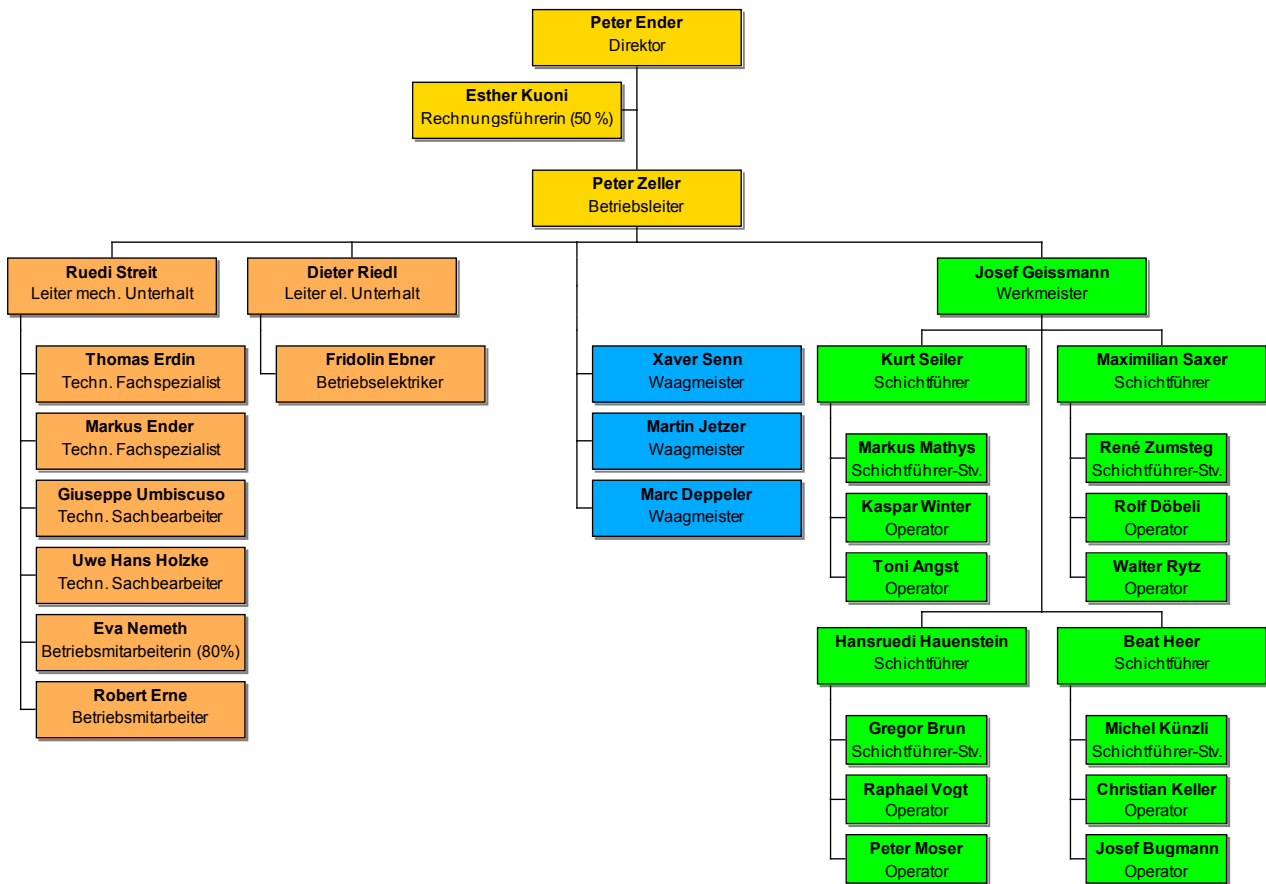 Peter Ender
Direktor
Esther Kuoni
Rechnungsführerin (50 %)
Peter Zeller
Betriebsleiter
Ruedi Streit
Leiter mech. Unterhalt
Dieter Riedl
Leiter el. Unterhalt
Josef Geissmann
Werkmeister
Thomas Erdin
Techn. Fachspezialist
Markus Ender
Techn. Fachspezialist
Giuseppe Umbiscuso
Techn. Sachbearbeiter
Uwe Hans Holzke
Techn. Sachbearbeiter
Eva Nemeth
Betriebsmitarbeiterin (80%)
Robert Erne
Betriebsmitarbeiter
Fridolin Ebner
Betriebselektriker
Xaver Senn
Waagmeister
Martin Jetzer
Waagmeister
Marc Deppeler
Waagmeister
Kurt Seiler
Schichtführer
Markus Mathys
Schichtführer-Stv.
Kaspar Winter
Operator
Toni Angst
Operator
Maximilian Saxer
Schichtführer
René Zumsteg
Schichtführer-Stv.
Rolf Döbeli
Operator
Walter Rytz
Operator
Hansruedi Hauenstein
Schichtführer
Gregor Brun
Schichtführer-Stv.
Raphael Vogt
Operator
Peter Moser
Operator
Beat Heer
Schichtführer
Michel Künzli
Schichtführer-Stv.
Christian Keller
Operator
Josef Bugmann
Operator